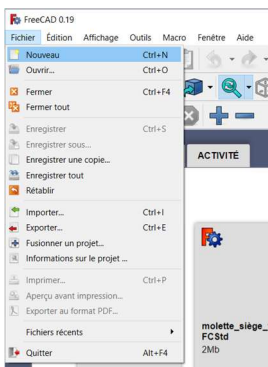 FreeCAD 0.19
Fichier Édition Affichage Outils Macro Fenêtre Aide
Nouveau Ctrl+N
Ouvrir... Ctrl+O
Fermer Ctrl+F4
Fermer tout
Enregistrer Ctrl+S
Enregistrer sous...
Enregistrer une copie...
Enregistrer tout
Rétablir
Importer... Ctrl+I
Exporter... Ctrl+E
Fusionner un projet...
Informations sur le projet ...
Imprimer... Ctrl+P
Aperçu avant impression...
Exporter au format PDF...
Fichiers récents
Quitter Alt+F4
ACTIVITÉ
molette_siège_
FCStd
2Mb